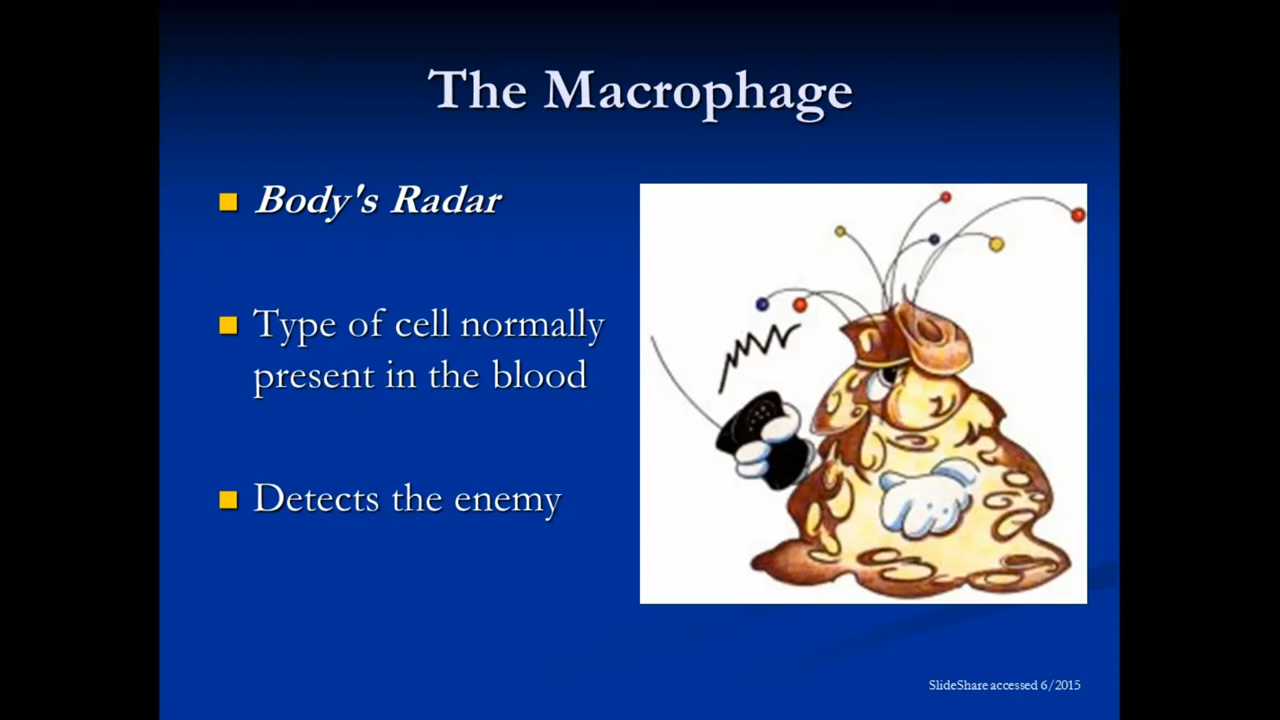 The Macrophage
Body's Radar
Type of cell normally
present in the blood
Detects the enemy
SlideShare accessed 6/2015